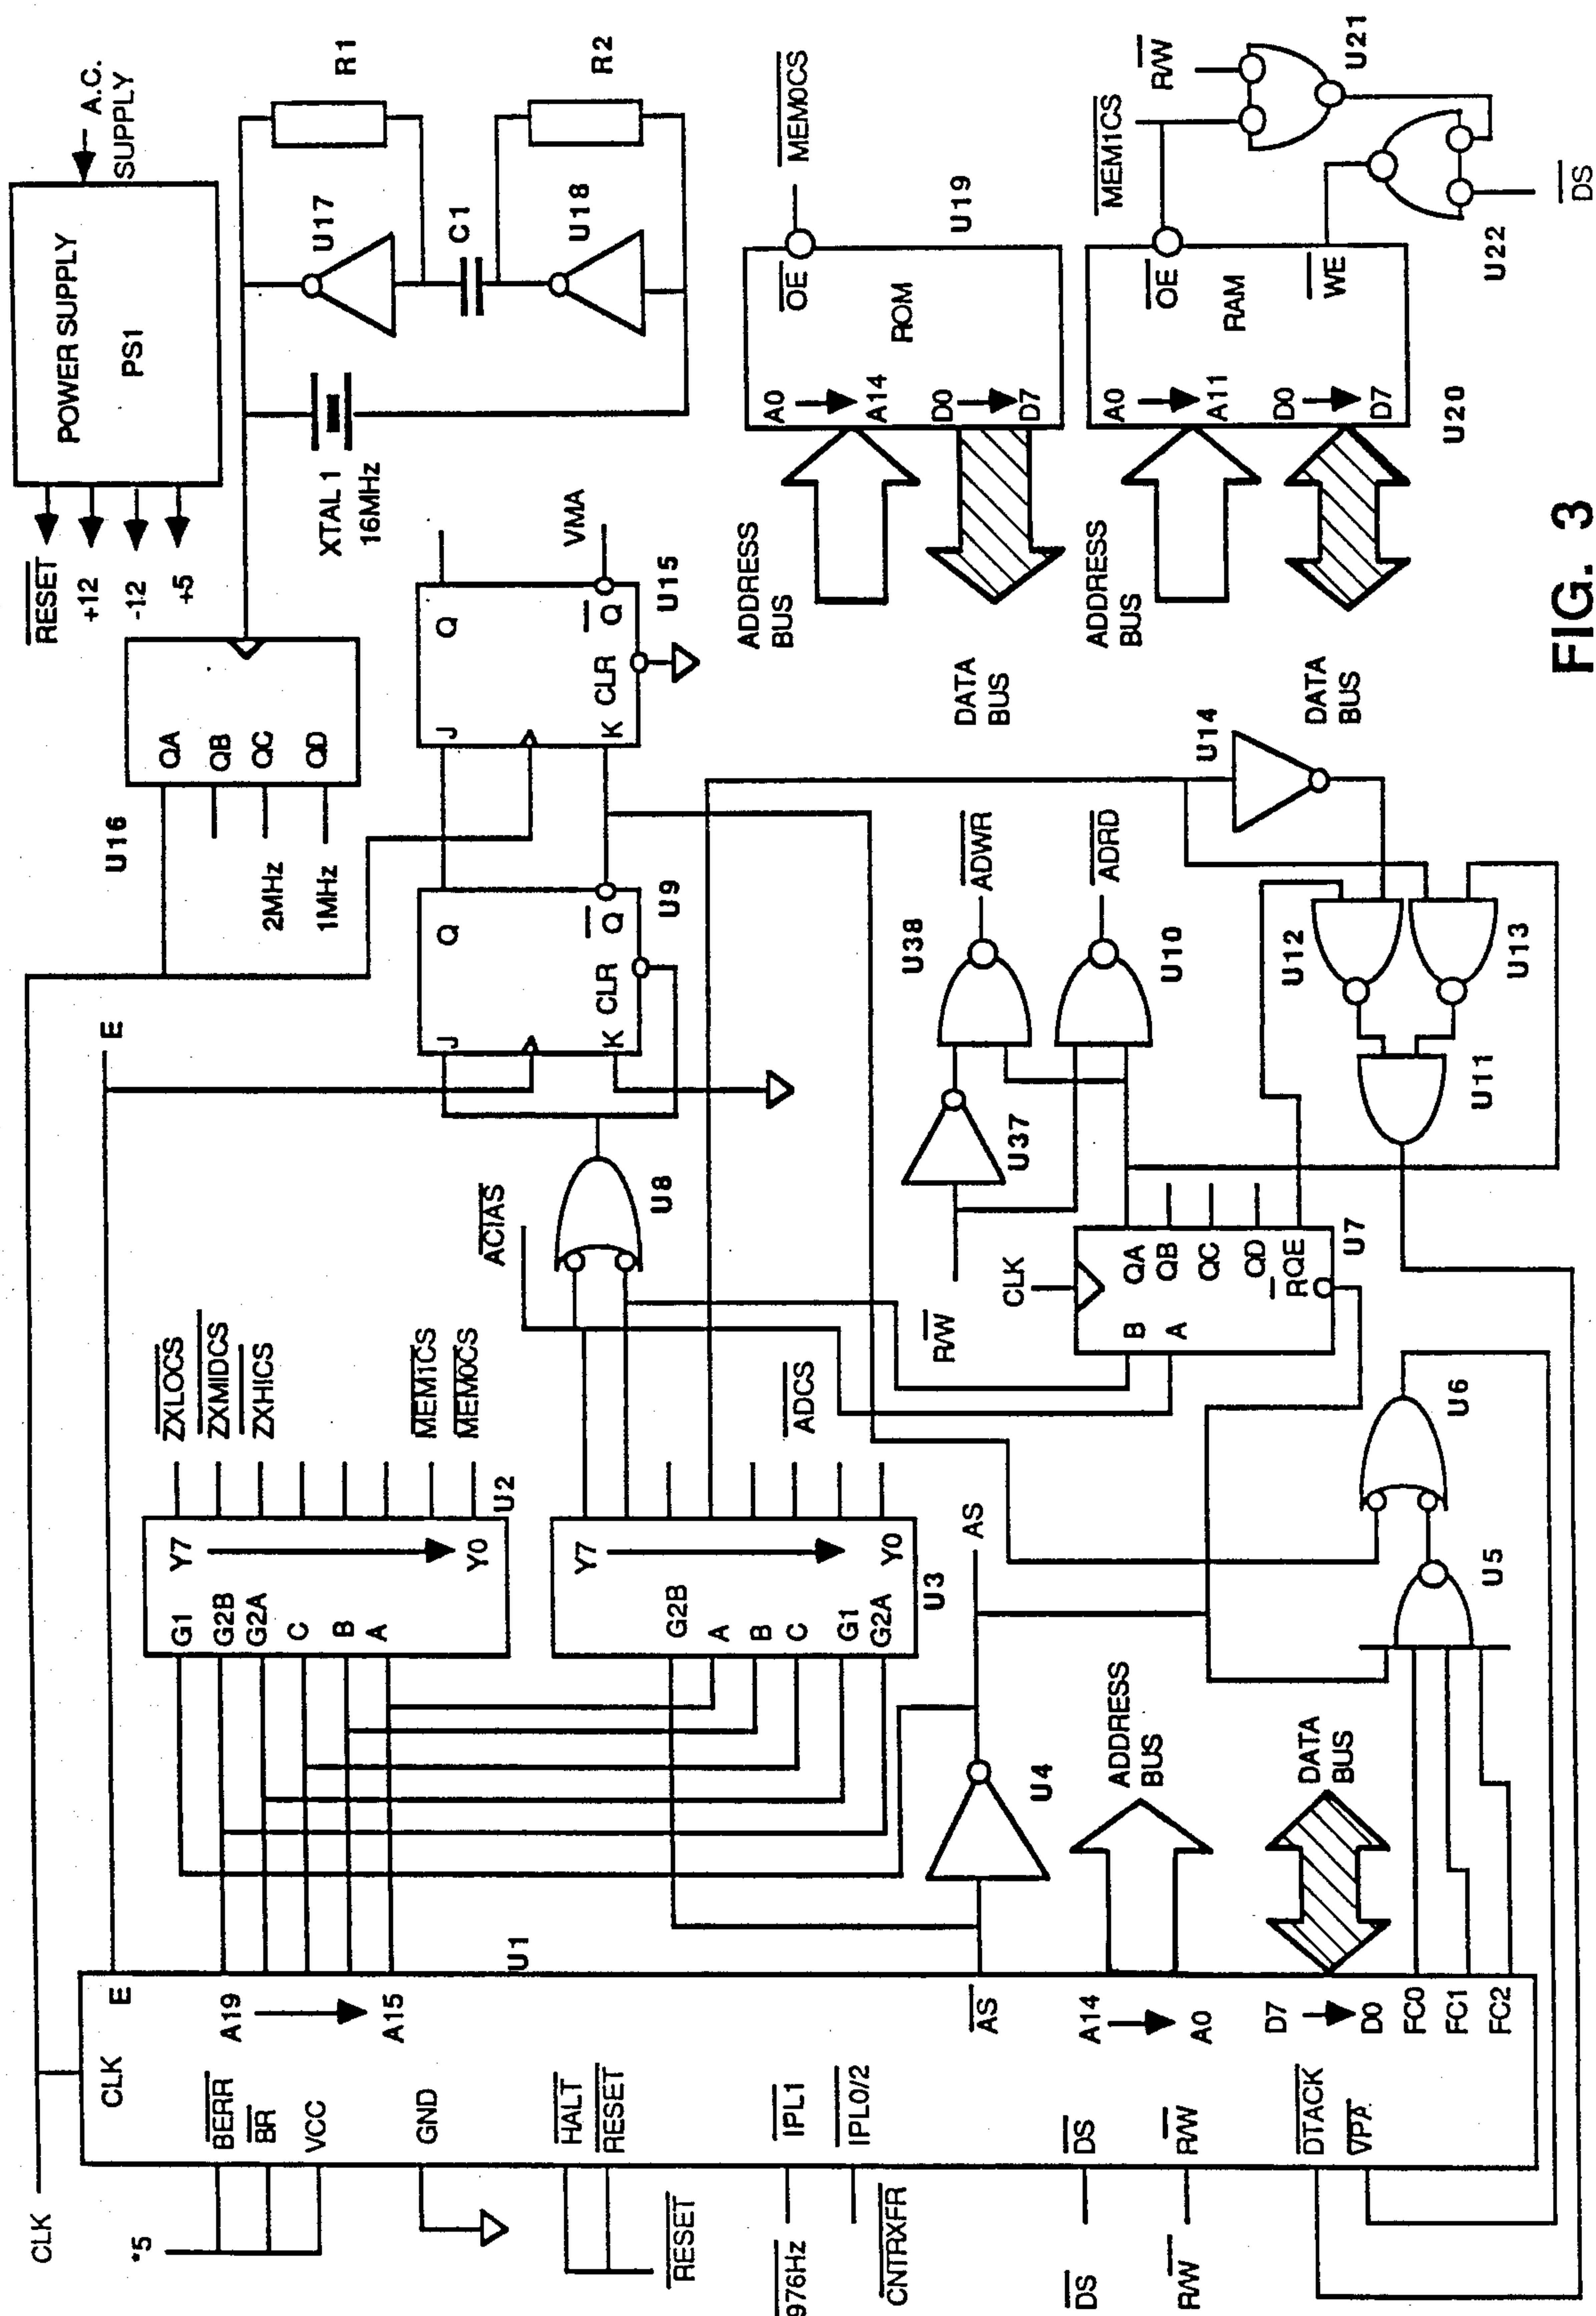 CLK
*5
CLK
E
BERR
BR
VCC
GND
HALT
RESET
RESET
IPL1
976Hz
IPL0/2
CNTRXFR
DS
DS
R/W
R/W
DTACK
VPA
A19
A15
AS
A14
A0
D7
D0
FC0
FC1
FC2
U1
G1
G2B
G2A
C
B
A
Y7
Y0
U2
ZXLOCS
ZXMIDCS
ZXHICS
MEM1CS
MEM0CS
G2B
A
B
C
G1
G2A
Y7
Y0
U3
ADCS
ACIAS
U4
AS
ADDRESS
BUS
DATA
BUS
U5
U6
U8
E
J
K
CLR
Q
Q
U9
J
K
CLR
Q
Q
U15
VMA
CLK
B
A
QA
QB
QC
QD
QE
R
U7
R/W
U37
U38
ADWR
U10
ADRD
U11
U12
U13
U14
U16
QA
QB
QC
QD
2MHz
1MHz
RESET
+12
-12
+5
POWER SUPPLY
PS1
A.C.
SUPPLY
XTAL 1
16MHz
U17
C1
U18
R1
R2
ADDRESS
BUS
DATA
BUS
A0
A14
D0
D7
OE
ROM
U19
MEM0CS
ADDRESS
BUS
DATA
BUS
A0
A11
D0
D7
OE
RAM
WE
U20
MEM1CS
R/W
U21
U22
DS
FIG. 3